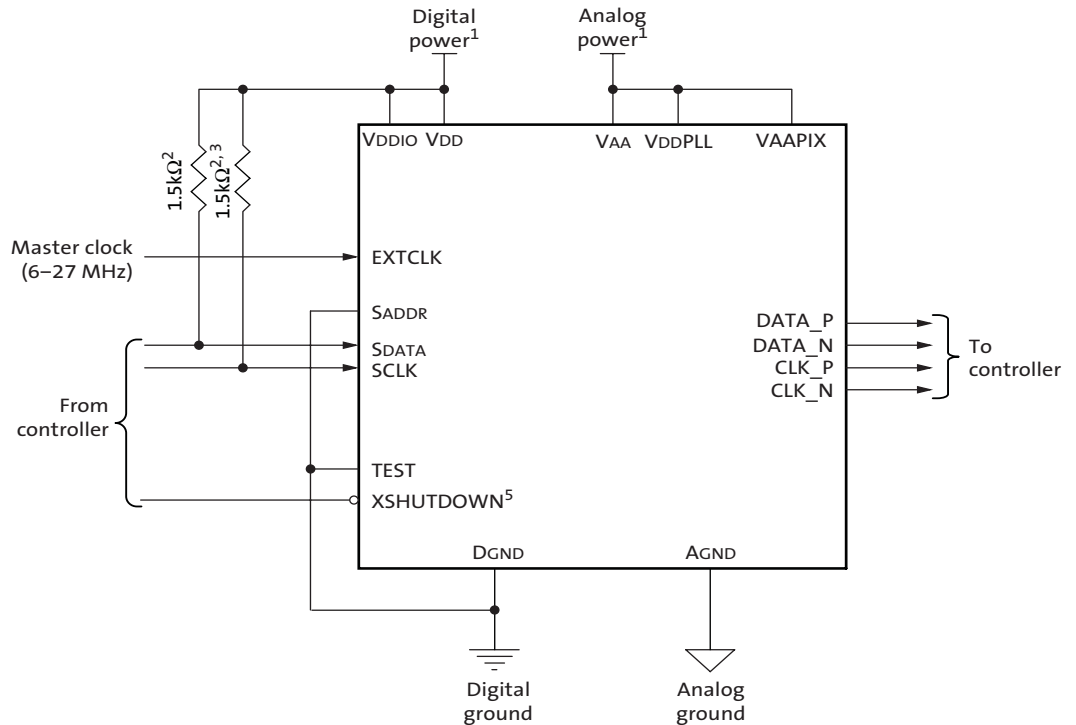 Digital
power1
Analog
power1
VDDIO VDD VAA VDDPLL VAAPIX
1.5kΩ2
1.5kΩ2, 3
Master clock
(6–27 MHz)
EXTCLK
SADDR
SDATA
SCLK
From
controller
TEST
XSHUTDOWN5
DATA_P
DATA_N
CLK_P
CLK_N
To
controller
DGND AGND
Digital
ground
Analog
ground